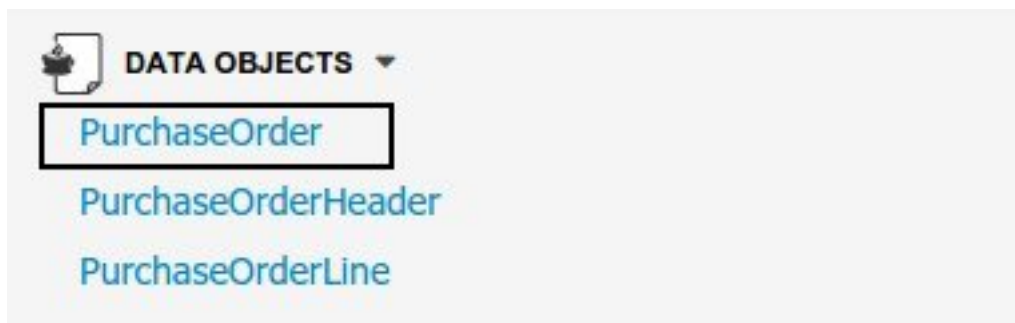 DATA OBJECTS
PurchaseOrder
PurchaseOrderHeader
PurchaseOrderLine